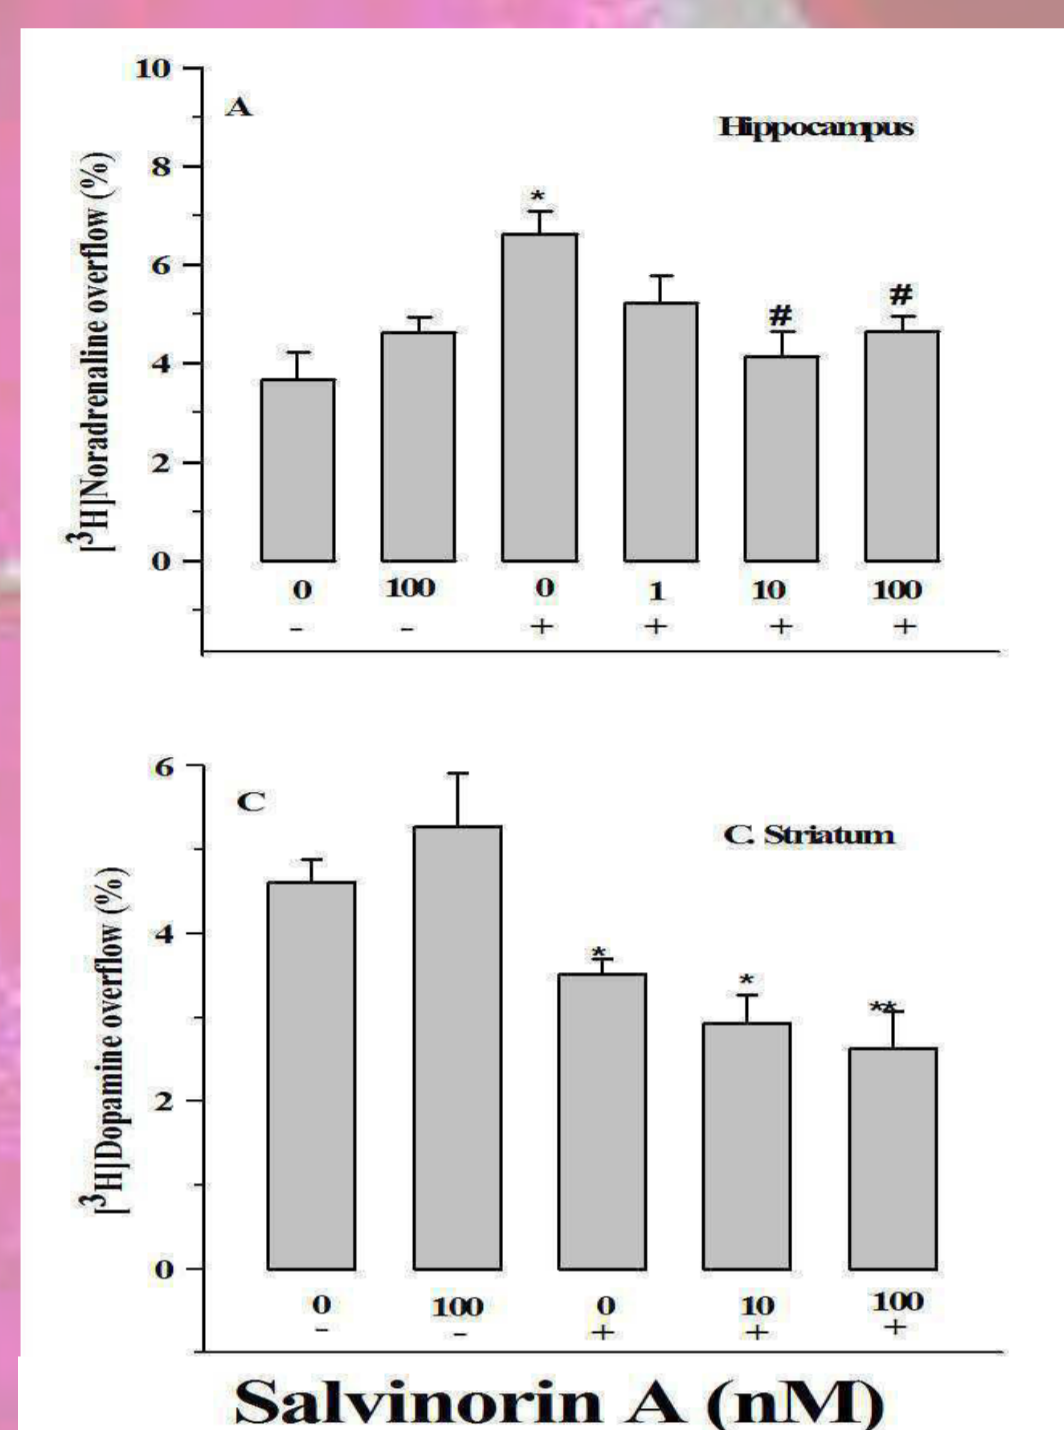 10
A
Hippocampus
8
*
6
#
#
4
2
0
[³H]Noradrenaline overflow (%)
0 100 0 1 10 100
- - + + + +
6
C
C. Striatum
4
*
*
**
2
0
[³H]Dopamine overflow (%)
0 100 0 10 100
- - + + +
Salvinorin A (nM)